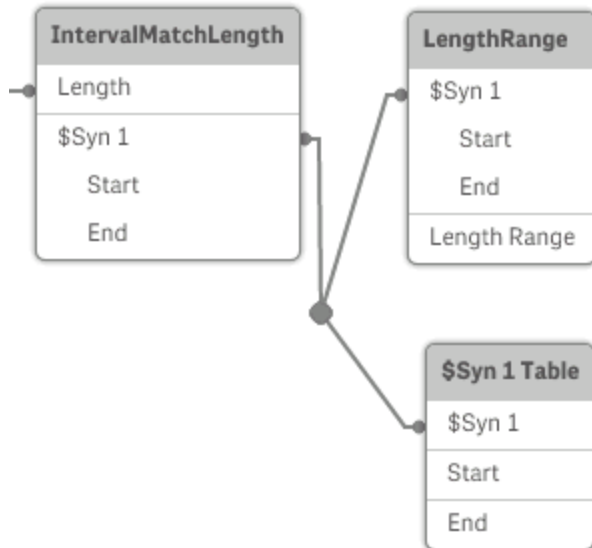 IntervalMatchLength
Length
$Syn 1
Start
End
LengthRange
$Syn 1
Start
End
Length Range
$Syn 1 Table
$Syn 1
Start
End